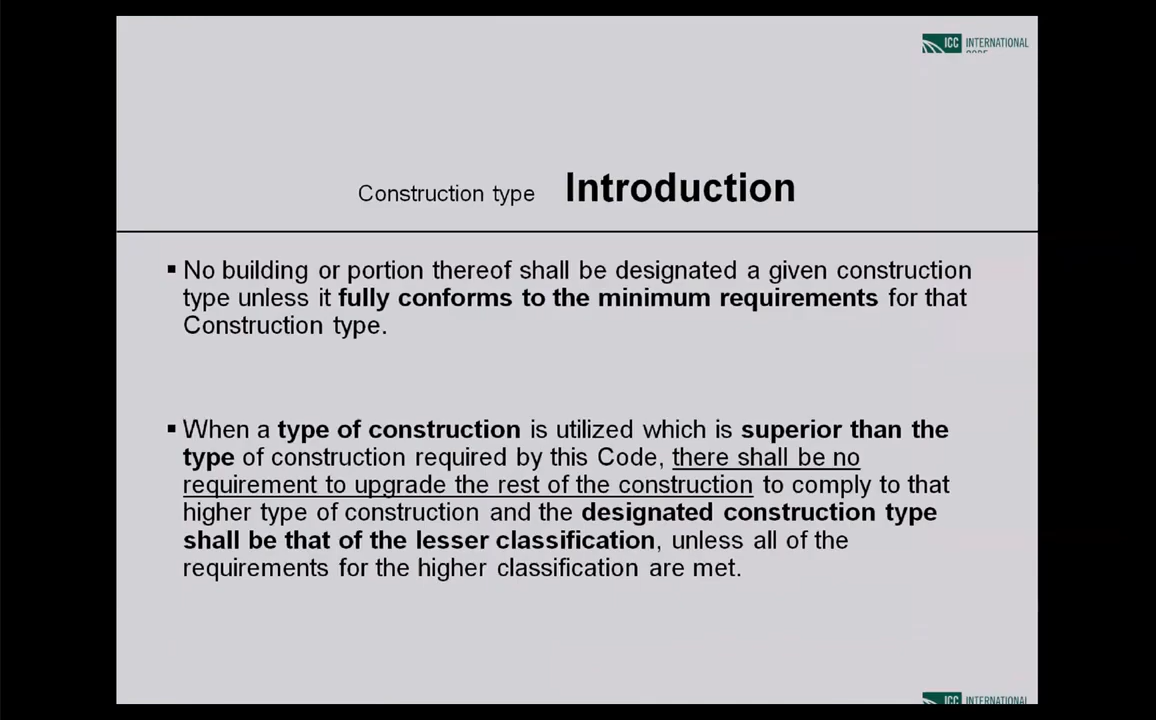 ICC INTERNATIONAL
Construction type Introduction
▪ No building or portion thereof shall be designated a given construction
type unless it fully conforms to the minimum requirements for that
Construction type.
▪ When a type of construction is utilized which is superior than the
type of construction required by this Code, there shall be no
requirement to upgrade the rest of the construction to comply to that
higher type of construction and the designated construction type
shall be that of the lesser classification, unless all of the
requirements for the higher classification are met.
ICC INTERNATIONAL